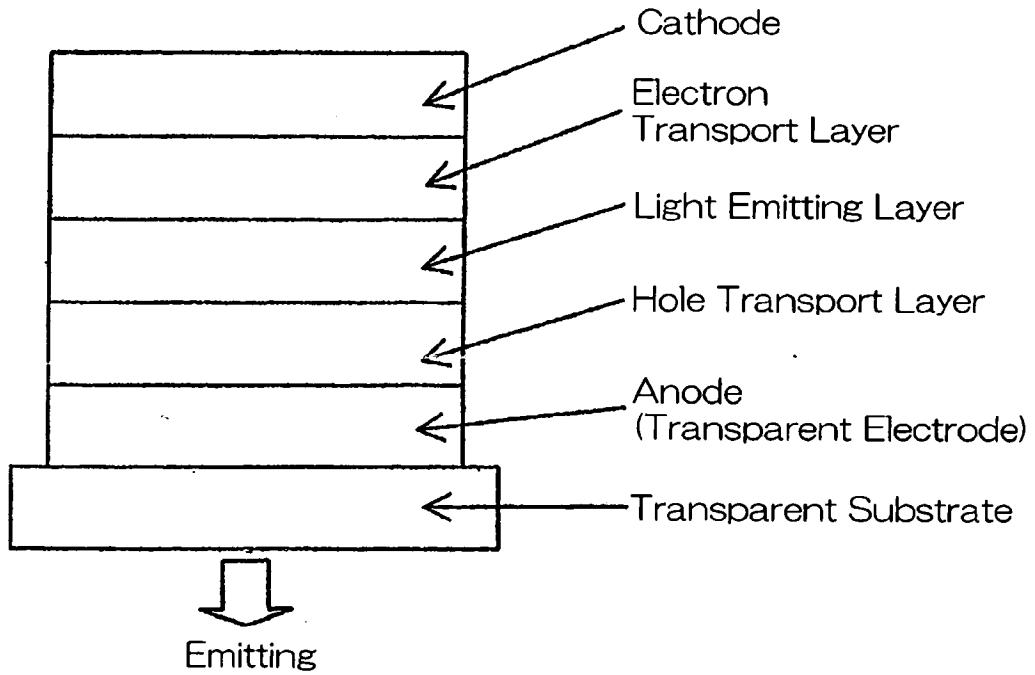 Cathode
Electron
Transport Layer
Light Emitting Layer
Hole Transport Layer
Anode
(Transparent Electrode)
Transparent Substrate
Emitting